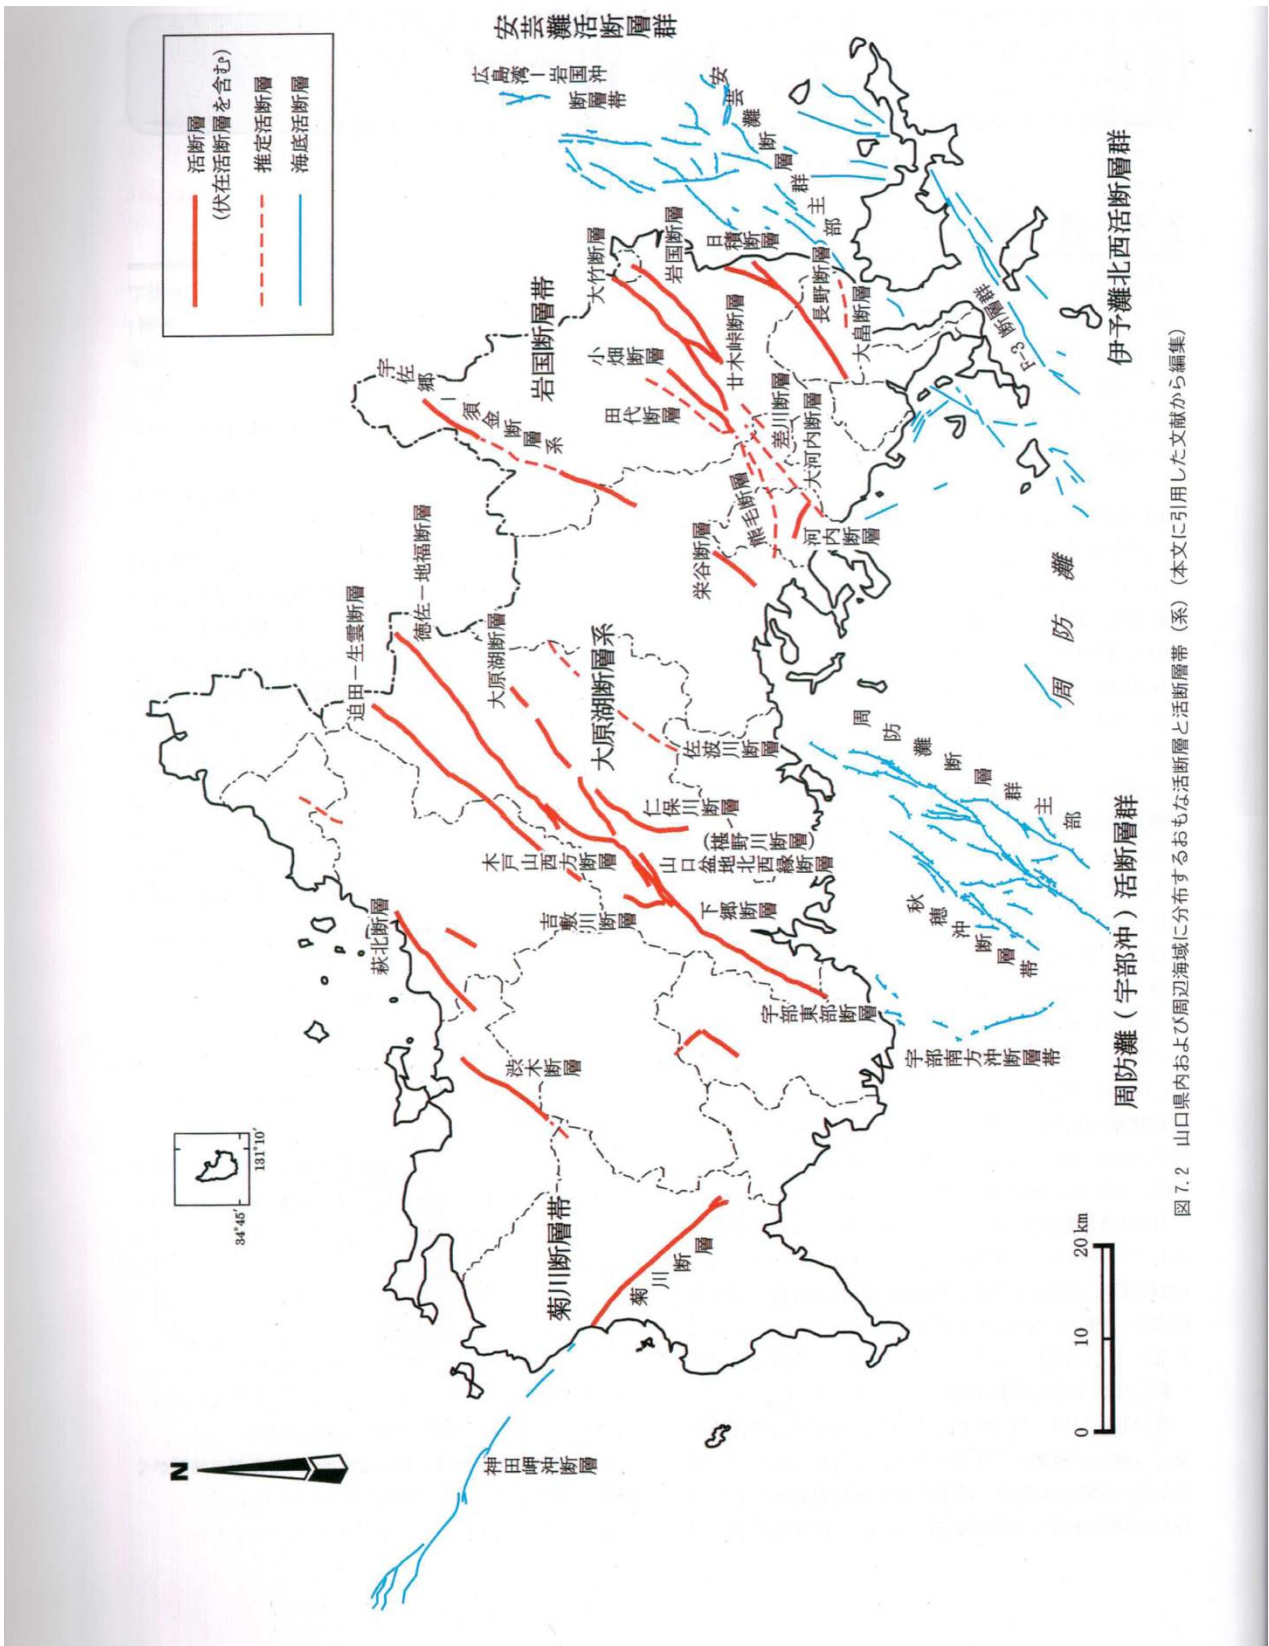 N
34°45′
131°10′
活断層
(伏在活断層を含む)
推定活断層
海底活断層
神田岬沖断層
菊川断層帯
菊川断層
渋木断層
萩北断層
迫田－生雲断層
徳佐－地福断層
大原湖断層
大原湖断層系
木戸山西方断層
吉敷川断層
佐波川断層
仁保川断層
(椹野川断層)
山口盆地北西縁断層
下郷断層
宇部東部断層
宇部南方沖断層帯
秋穂沖断層帯
周防灘断層群主部
周防灘（宇部沖）活断層群
周防灘
宇佐郷－須金断層系
岩国断層帯
大竹断層
岩国断層
小畑断層
田代断層
廿木峠断層
日積断層
長野断層
大畠断層
差川断層
大河内断層
熊毛断層
河内断層
栄谷断層
安芸灘活断層群
広島湾－岩国沖断層帯
安芸灘断層群主部
F-3 断層群
伊予灘北西活断層群
0 10 20 km
図 7.2 山口県内および周辺海域に分布するおもな活断層と活断層帯（系）（本文に引用した文献から編集）